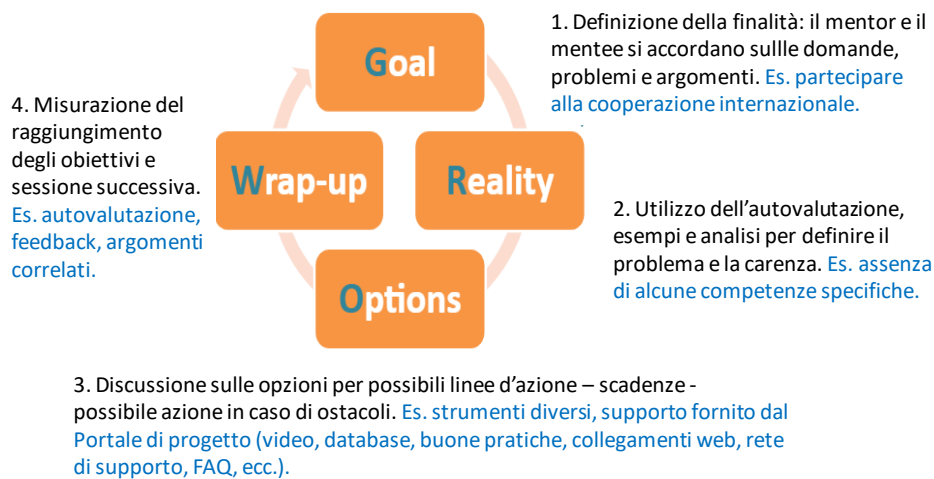 Goal
1. Definizione della finalità: il mentor e il
mentee si accordano sullle domande,
problemi e argomenti. Es. partecipare
alla cooperazione internazionale.
Reality
2. Utilizzo dell’autovalutazione,
esempi e analisi per definire il
problema e la carenza. Es. assenza
di alcune competenze specifiche.
Options
3. Discussione sulle opzioni per possibili linee d’azione – scadenze -
possibile azione in caso di ostacoli. Es. strumenti diversi, supporto fornito dal
Portale di progetto (video, database, buone pratiche, collegamenti web, rete
di supporto, FAQ, ecc.).
Wrap-up
4. Misurazione del
raggiungimento
degli obiettivi e
sessione successiva.
Es. autovalutazione,
feedback, argomenti
correlati.